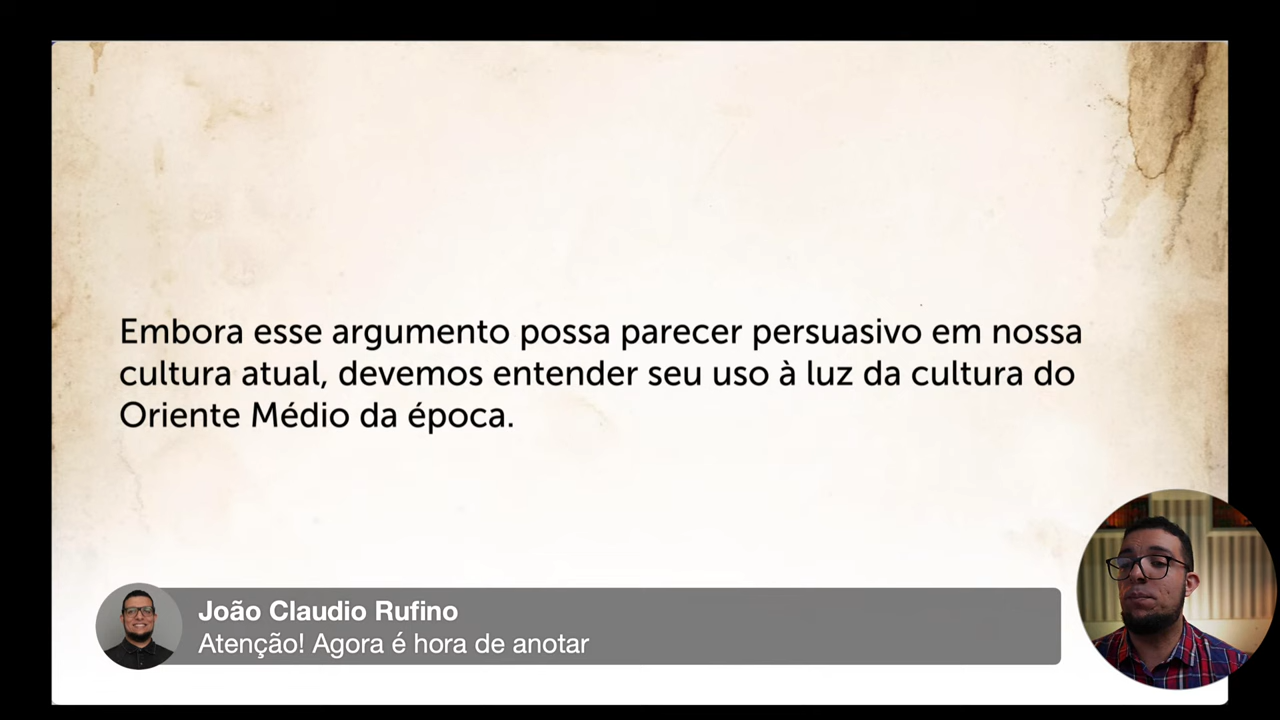 Embora esse argumento possa parecer persuasivo em nossa
cultura atual, devemos entender seu uso à luz da cultura do
Oriente Médio da época.
João Claudio Rufino
Atenção! Agora é hora de anotar